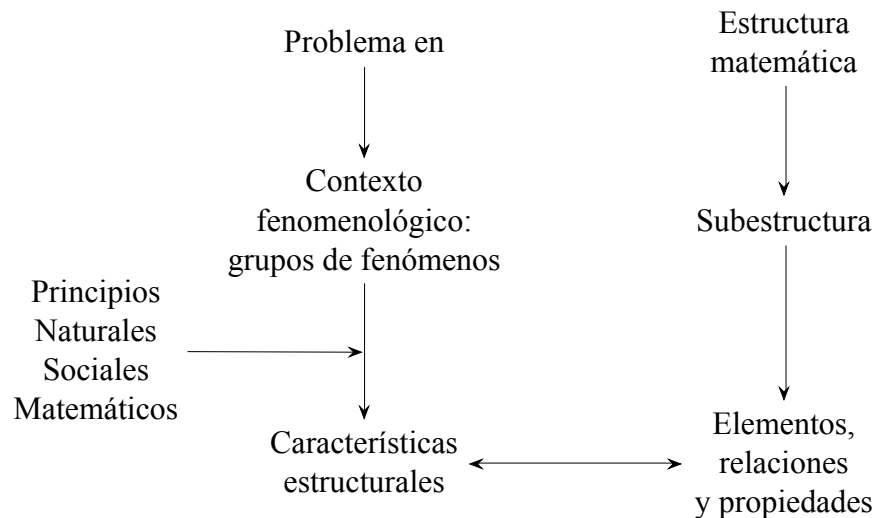 Problema en
Estructura
matemática
Contexto
fenomenológico:
grupos de fenómenos
Subestructura
Principios
Naturales
Sociales
Matemáticos
Características
estructurales
Elementos,
relaciones
y propiedades